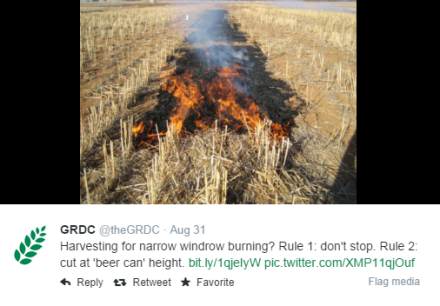 GRDC @theGRDC · Aug 31
Harvesting for narrow windrow burning? Rule 1: don't stop. Rule 2:
cut at 'beer can' height. bit.ly/1qjelyW pic.twitter.com/XMP11qjOuf
Reply Retweet Favorite Flag media